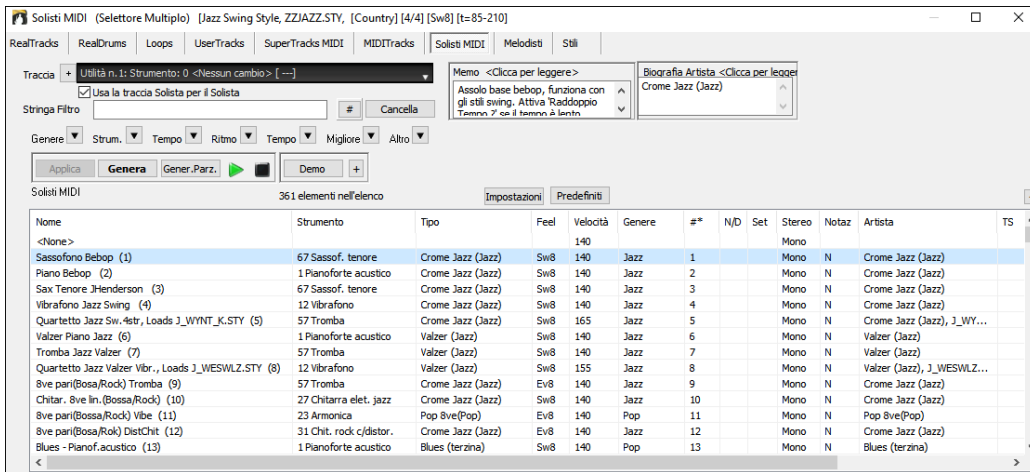 Solisti MIDI (Selettore Multiplo) [Jazz Swing Style, ZZJAZZ.STY, [Country] [4/4] [Sw8] [t=85-210]
RealTracks RealDrums Loops UserTracks SuperTracks MIDI MIDITracks Solisti MIDI Melodisti Stili
Traccia + Utilità n.1: Strumento: 0 <Nessun cambio> [ ---]
Usa la traccia Solista per il Solista
Stringa Filtro # Cancella
Memo <Clicca per leggere>
Assolo base bebop, funziona con
gli stili swing. Attiva 'Raddoppio
Tempo ?' se il tempo è lento
Biografia Artista <Clicca per legger
Crome Jazz (Jazz)
Genere Strum. Tempo Ritmo Tempo Migliore Altro
Applica Genera Gener.Parz. Demo +
Solisti MIDI 361 elementi nell'elenco Impostazioni Predefiniti
Nome Strumento Tipo Feel Velocità Genere #* N/D Set Stereo Notaz Artista TS
<None> 140 Mono
Sassofono Bebop (1) 67 Sassof. tenore Crome Jazz (Jazz) Sw8 140 Jazz 1 Mono N Crome Jazz (Jazz)
Piano Bebop (2) 1 Pianoforte acustico Crome Jazz (Jazz) Sw8 140 Jazz 2 Mono N Crome Jazz (Jazz)
Sax Tenore JHenderson (3) 67 Sassof. tenore Crome Jazz (Jazz) Sw8 140 Jazz 3 Mono N Crome Jazz (Jazz)
Vibrafono Jazz Swing (4) 12 Vibrafono Crome Jazz (Jazz) Sw8 140 Jazz 4 Mono N Crome Jazz (Jazz)
Quartetto Jazz Sw.4str, Loads J_WYNT_K.STY (5) 57 Tromba Crome Jazz (Jazz) Sw8 165 Jazz 5 Mono N Crome Jazz (Jazz), J_WY...
Valzer Piano Jazz (6) 1 Pianoforte acustico Valzer (Jazz) Sw8 140 Jazz 6 Mono N Valzer (Jazz)
Tromba Jazz Valzer (7) 57 Tromba Valzer (Jazz) Sw8 140 Jazz 7 Mono N Valzer (Jazz)
Quartetto Jazz Valzer Vibr., Loads J_WESWLZ.STY (8) 12 Vibrafono Valzer (Jazz) Sw8 155 Jazz 8 Mono N Valzer (Jazz), J_WESWLZ...
8ve pari(Bosa/Rock) Tromba (9) 57 Tromba Crome Jazz (Jazz) Ev8 140 Jazz 9 Mono N Crome Jazz (Jazz)
Chitar. 8ve lin.(Bossa/Rock) (10) 27 Chitarra elet. jazz Crome Jazz (Jazz) Sw8 140 Jazz 10 Mono N Crome Jazz (Jazz)
8ve pari(Bossa/Rock) Vibe (11) 23 Armonica Pop 8ve(Pop) Ev8 140 Pop 11 Mono N Pop 8ve(Pop)
8ve pari(Bosa/Rok) DistChit (12) 31 Chit. rock c/distor. Crome Jazz (Jazz) Ev8 140 Jazz 12 Mono N Crome Jazz (Jazz)
Blues - Pianof.acustico (13) 1 Pianoforte acustico Blues (terzina) Sw8 140 Pop 13 Mono N Blues (terzina)